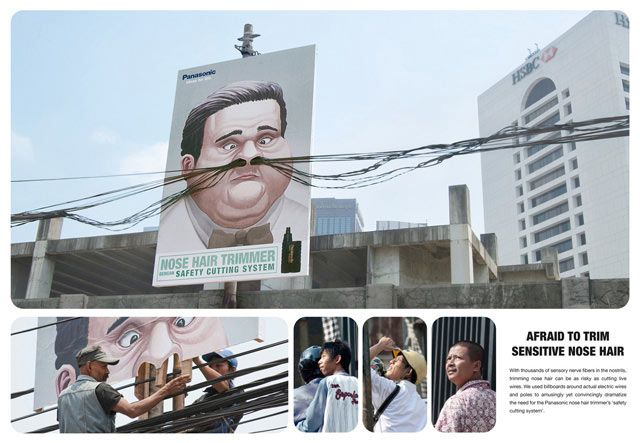 Panasonic
HSBC
NOSE HAIR TRIMMER
DENGAN SAFETY CUTTING SYSTEM
AFRAID TO TRIM
SENSITIVE NOSE HAIR
With thousands of sensory nerve fibers in the nostrils,
trimming nose hair can be as risky as cutting live
wires. We used billboards around actual electric wires
and poles to amusingly yet convincingly dramatize
the need for the Panasonic nose hair trimmer's 'safety
cutting system'.